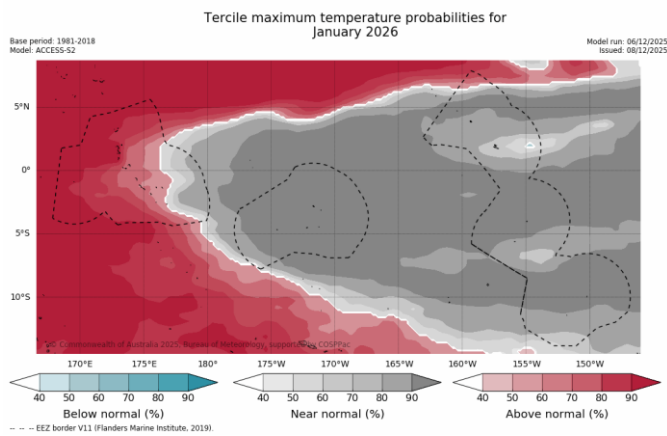 Tercile maximum temperature probabilities for
January 2026
Base period: 1981-2018
Model: ACCESS-S2
Model run: 06/12/2025
Issued: 08/12/2025
5°N
0°
5°S
10°S
© Commonwealth of Australia 2025, Bureau of Meteorology, supported by COSPPac
170°E 175°E 180° 175°W 170°W 165°W 160°W 155°W 150°W
40 50 60 70 80 90 40 50 60 70 80 90 40 50 60 70 80 90
Below normal (%) Near normal (%) Above normal (%)
-- -- -- EEZ border V11 (Flanders Marine Institute, 2019).